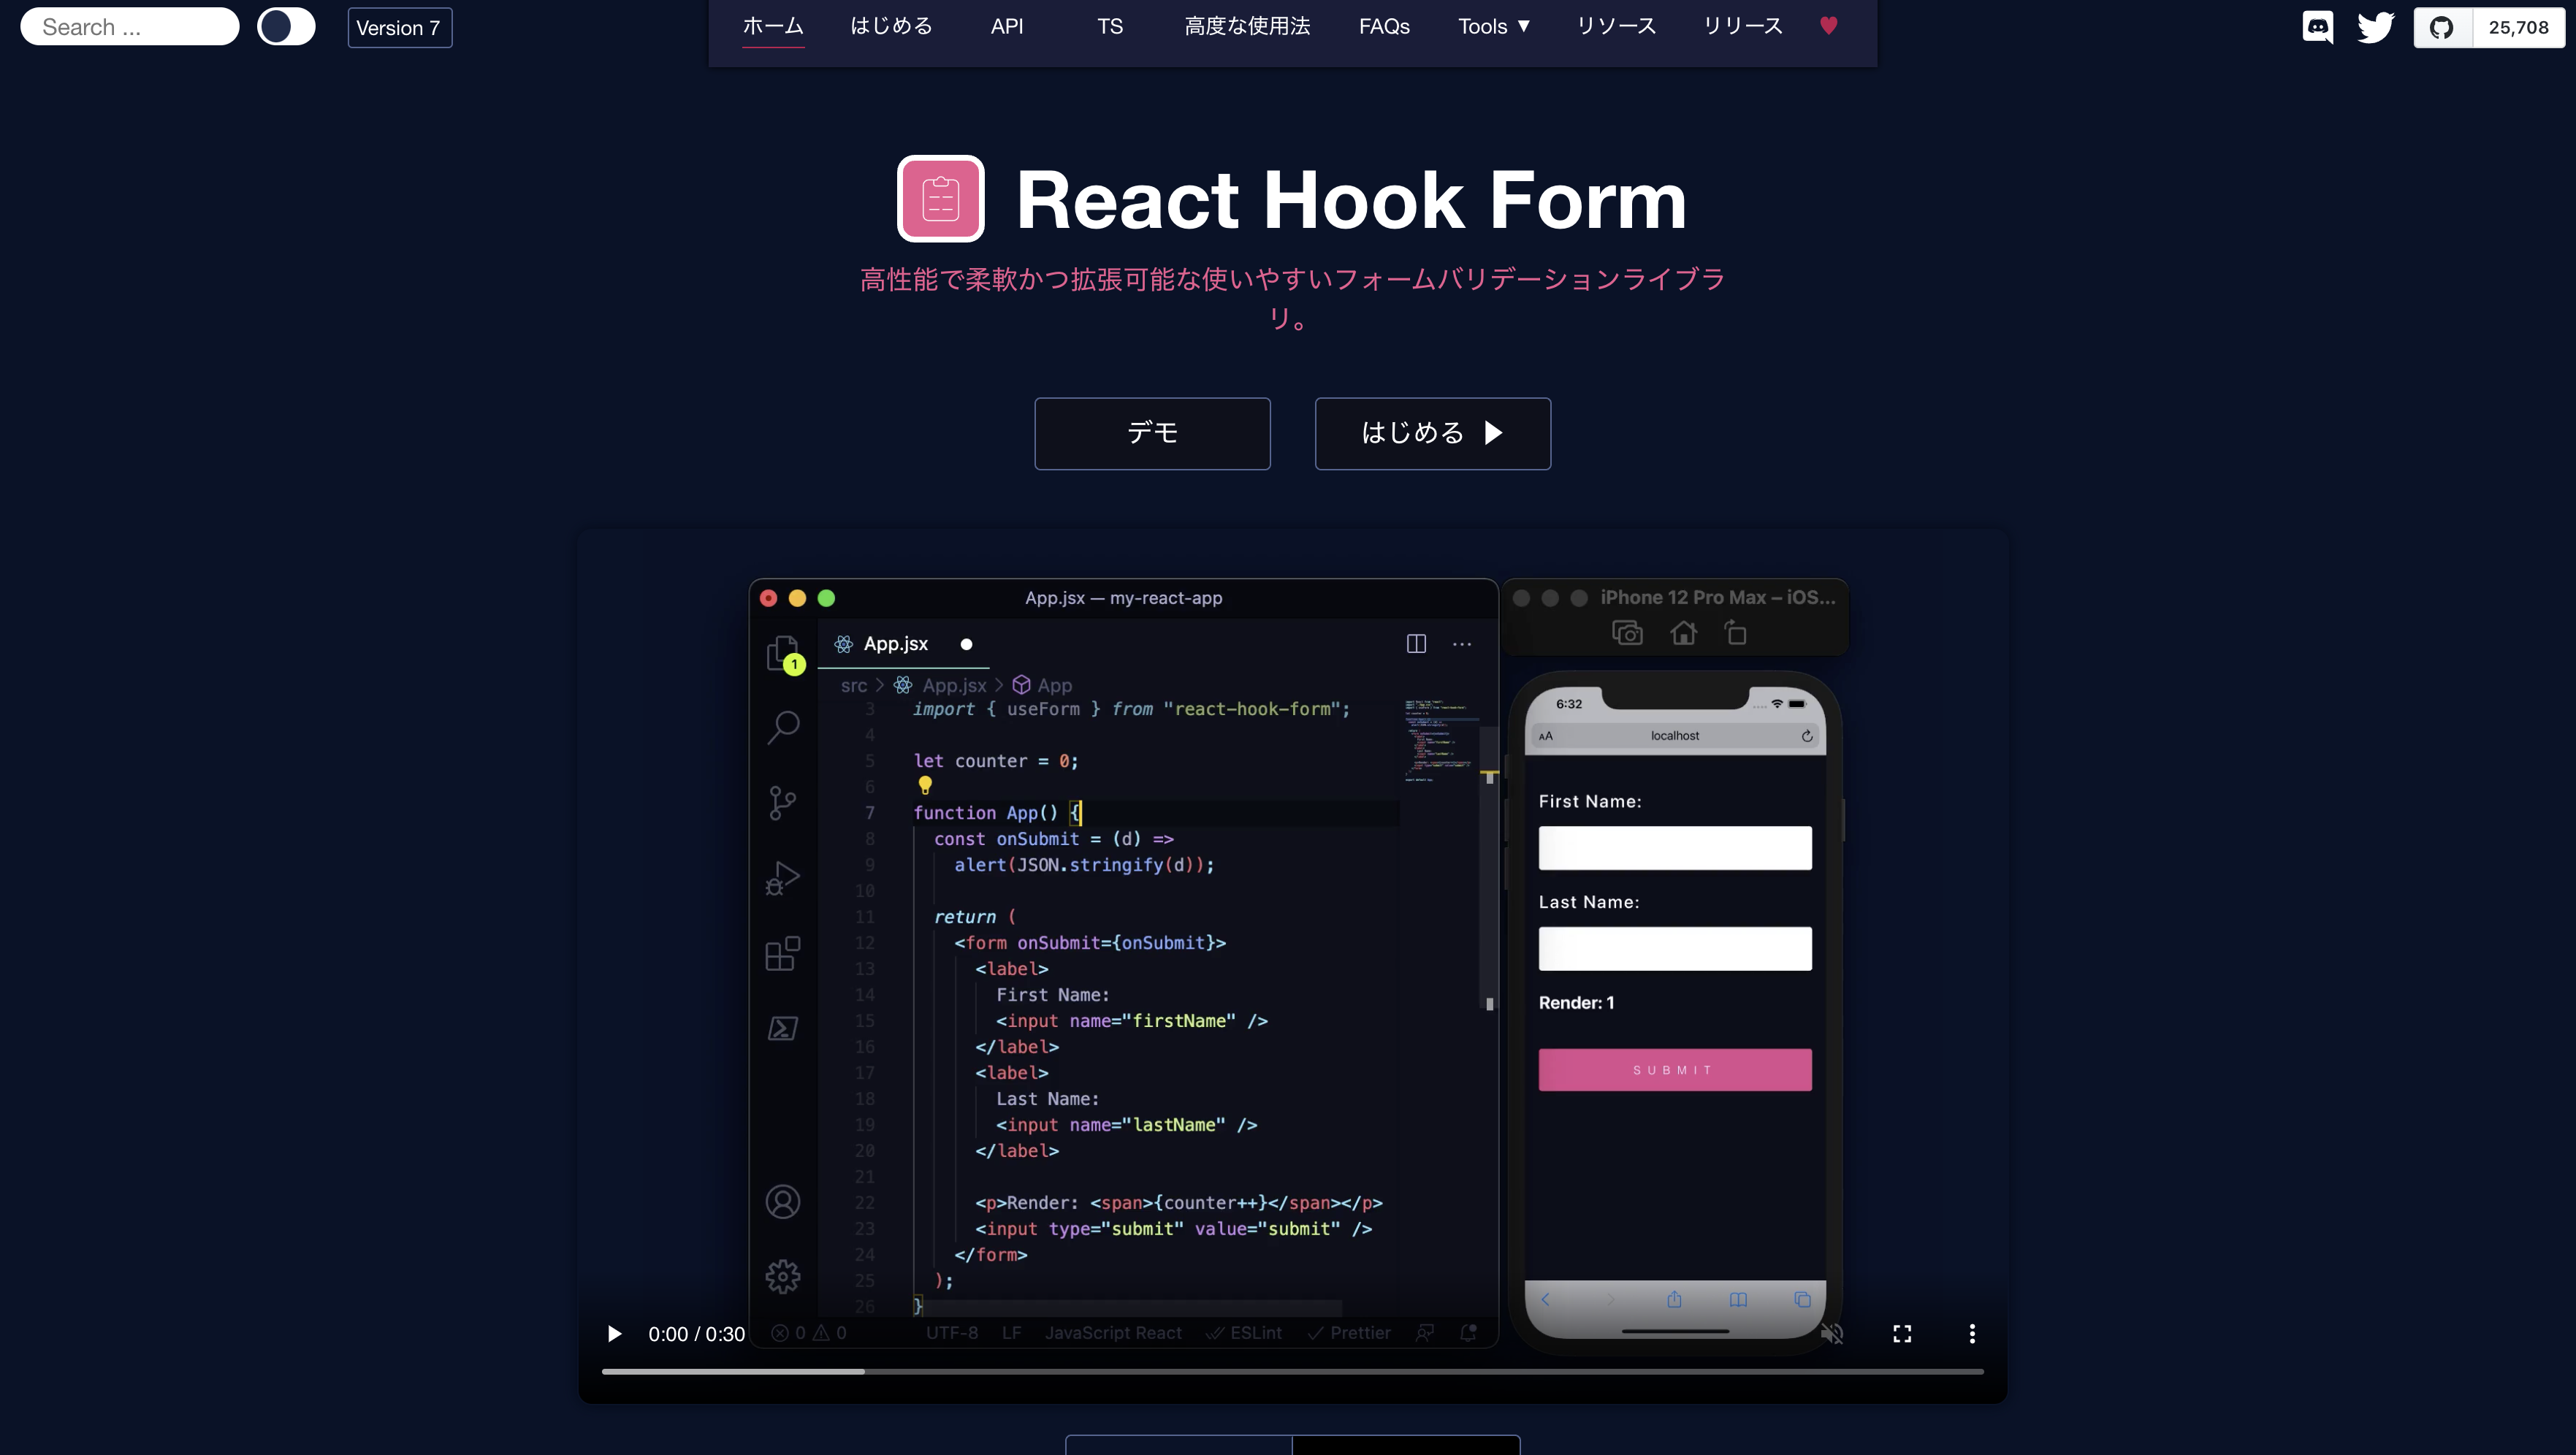 Search ...
Version 7
ホーム はじめる API TS 高度な使用法 FAQs Tools ▼ リソース リリース
25,708
React Hook Form
高性能で柔軟かつ拡張可能な使いやすいフォームバリデーションライブラ
リ。
デモ
はじめる ▶
App.jsx — my-react-app
App.jsx
1
src > App.jsx > App
3 import { useForm } from "react-hook-form";
4
5 let counter = 0;
6
7 function App() {
8 const onSubmit = (d) =>
9 alert(JSON.stringify(d));
10
11 return (
12 <form onSubmit={onSubmit}>
13 <label>
14 First Name:
15 <input name="firstName" />
16 </label>
17 <label>
18 Last Name:
19 <input name="lastName" />
20 </label>
21
22 <p>Render: <span>{counter++}</span></p>
23 <input type="submit" value="submit" />
24 </form>
25 );
26 }
0 0 UTF-8 LF JavaScript React ESLint Prettier
iPhone 12 Pro Max – iOS...
6:32
AA localhost
First Name:
Last Name:
Render: 1
SUBMIT
0:00 / 0:30